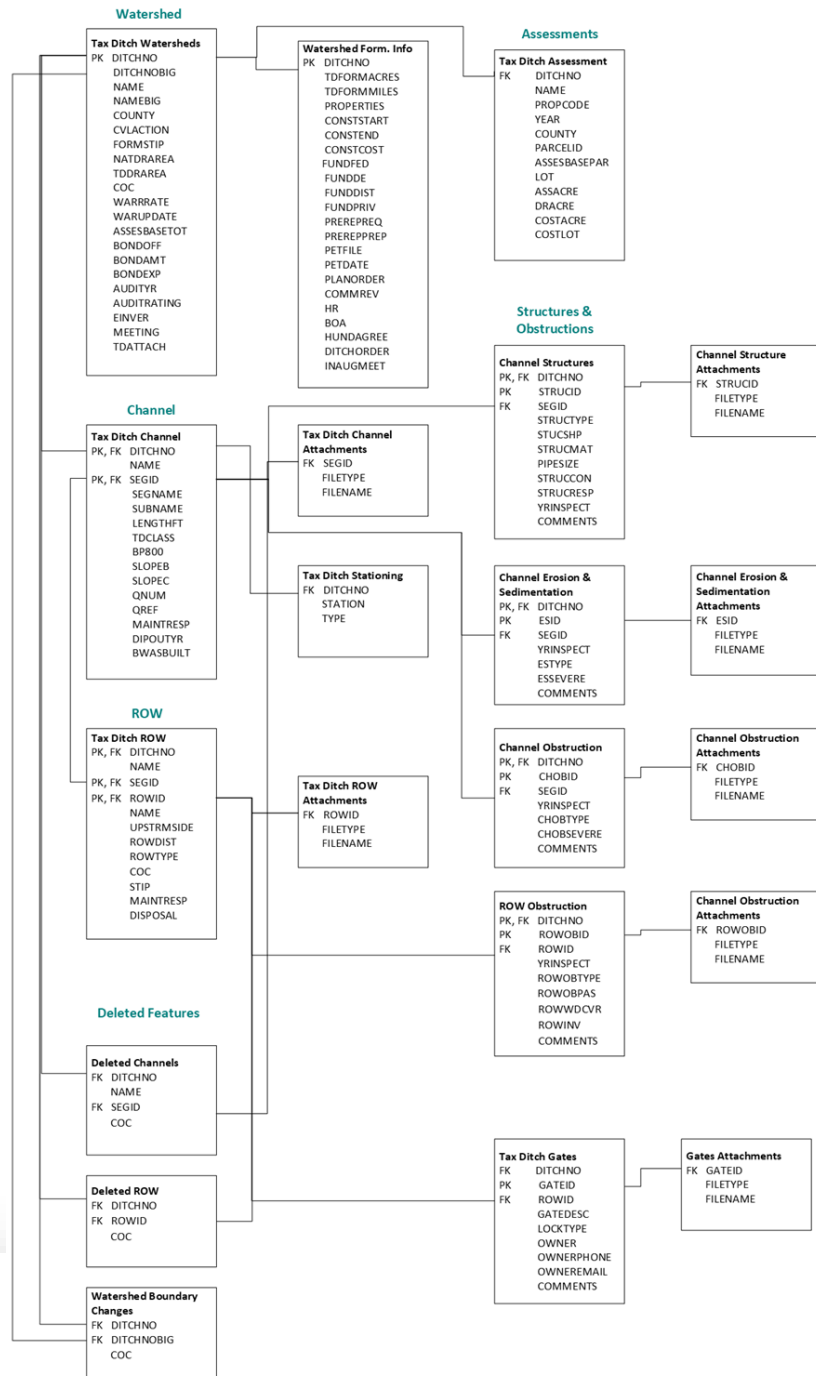 Watershed
Tax Ditch Watersheds
PK DITCHNO
DITCHNOBIG
NAME
NAMEBIG
COUNTY
CVLACTION
FORMSTIP
NATDRAREA
TDDRAREA
COC
WARRRATE
WARUPDATE
ASSESBASETOT
BONDOFF
BONDAMT
BONDEXP
AUDITYR
AUDITRATING
EINVER
MEETING
TDATTACH
Watershed Form. Info
PK DITCHNO
TDFORMACRES
TDFORMMILES
PROPERTIES
CONSTSTART
CONSTEND
CONSTCOST
FUNDFED
FUNDDE
FUNDDIST
FUNDPRIV
PREREPREQ
PREREPPREP
PETFILE
PETDATE
PLANORDER
COMMREV
HR
BOA
HUNDAGREE
DITCHORDER
INAUGMEET
Assessments
Tax Ditch Assessment
FK DITCHNO
NAME
PROPCODE
YEAR
COUNTY
PARCELID
ASSESBASEPAR
LOT
ASSACRE
DRACRE
COSTACRE
COSTLOT
Channel
Tax Ditch Channel
PK, FK DITCHNO
NAME
PK, FK SEGID
SEGNAME
SUBNAME
LENGTHFT
TDCLASS
BP800
SLOPEB
SLOPEC
QNUM
QREF
MAINTRESP
DIPOUTYR
BWASBUILT
Tax Ditch Channel
Attachments
FK SEGID
FILETYPE
FILENAME
Tax Ditch Stationing
FK DITCHNO
STATION
TYPE
Structures &
Obstructions
Channel Structures
PK, FK DITCHNO
PK STRUCID
FK SEGID
STRUCTYPE
STUCSHP
STRUCMAT
PIPESIZE
STRUCCON
STRUCRESP
YRINSPECT
COMMENTS
Channel Structure
Attachments
FK STRUCID
FILETYPE
FILENAME
Channel Erosion &
Sedimentation
PK, FK DITCHNO
PK ESID
FK SEGID
YRINSPECT
ESTYPE
ESSEVERE
COMMENTS
Channel Erosion &
Sedimentation
Attachments
FK ESID
FILETYPE
FILENAME
ROW
Tax Ditch ROW
PK, FK DITCHNO
NAME
PK, FK SEGID
PK, FK ROWID
NAME
UPSTRMSIDE
ROWDIST
ROWTYPE
COC
STIP
MAINTRESP
DISPOSAL
Tax Ditch ROW
Attachments
FK ROWID
FILETYPE
FILENAME
Channel Obstruction
PK, FK DITCHNO
PK CHOBID
FK SEGID
YRINSPECT
CHOBTYPE
CHOBSEVERE
COMMENTS
Channel Obstruction
Attachments
FK CHOBID
FILETYPE
FILENAME
ROW Obstruction
PK, FK DITCHNO
PK ROWOBID
FK ROWID
YRINSPECT
ROWOBTYPE
ROWOBPAS
ROWWDCVR
ROWINV
COMMENTS
Channel Obstruction
Attachments
FK ROWOBID
FILETYPE
FILENAME
Deleted Features
Deleted Channels
FK DITCHNO
NAME
FK SEGID
COC
Deleted ROW
FK DITCHNO
FK ROWID
COC
Watershed Boundary
Changes
FK DITCHNO
FK DITCHNOBIG
COC
Tax Ditch Gates
FK DITCHNO
PK GATEID
FK ROWID
GATEDESC
LOCKTYPE
OWNER
OWNERPHONE
OWNEREMAIL
COMMENTS
Gates Attachments
FK GATEID
FILETYPE
FILENAME